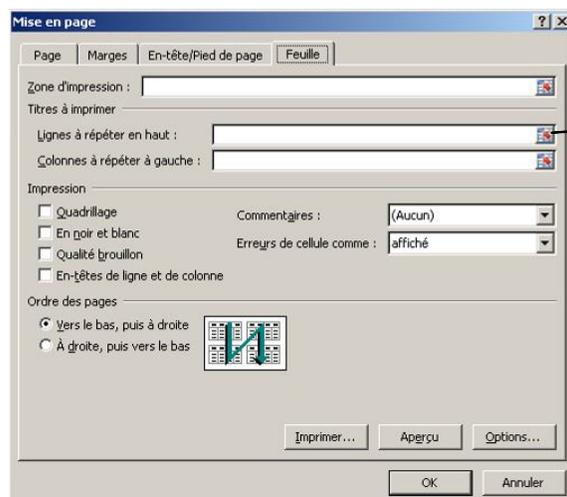 Mise en page
Page Marges En-tête/Pied de page Feuille
Zone d'impression :
Titres à imprimer
Lignes à répéter en haut :
Colonnes à répéter à gauche :
Impression
Quadrillage Commentaires : (Aucun)
En noir et blanc
Erreurs de cellule comme : affiché
Qualité brouillon
En-têtes de ligne et de colonne
Ordre des pages
Vers le bas, puis à droite
À droite, puis vers le bas
Imprimer... Aperçu Options...
OK Annuler